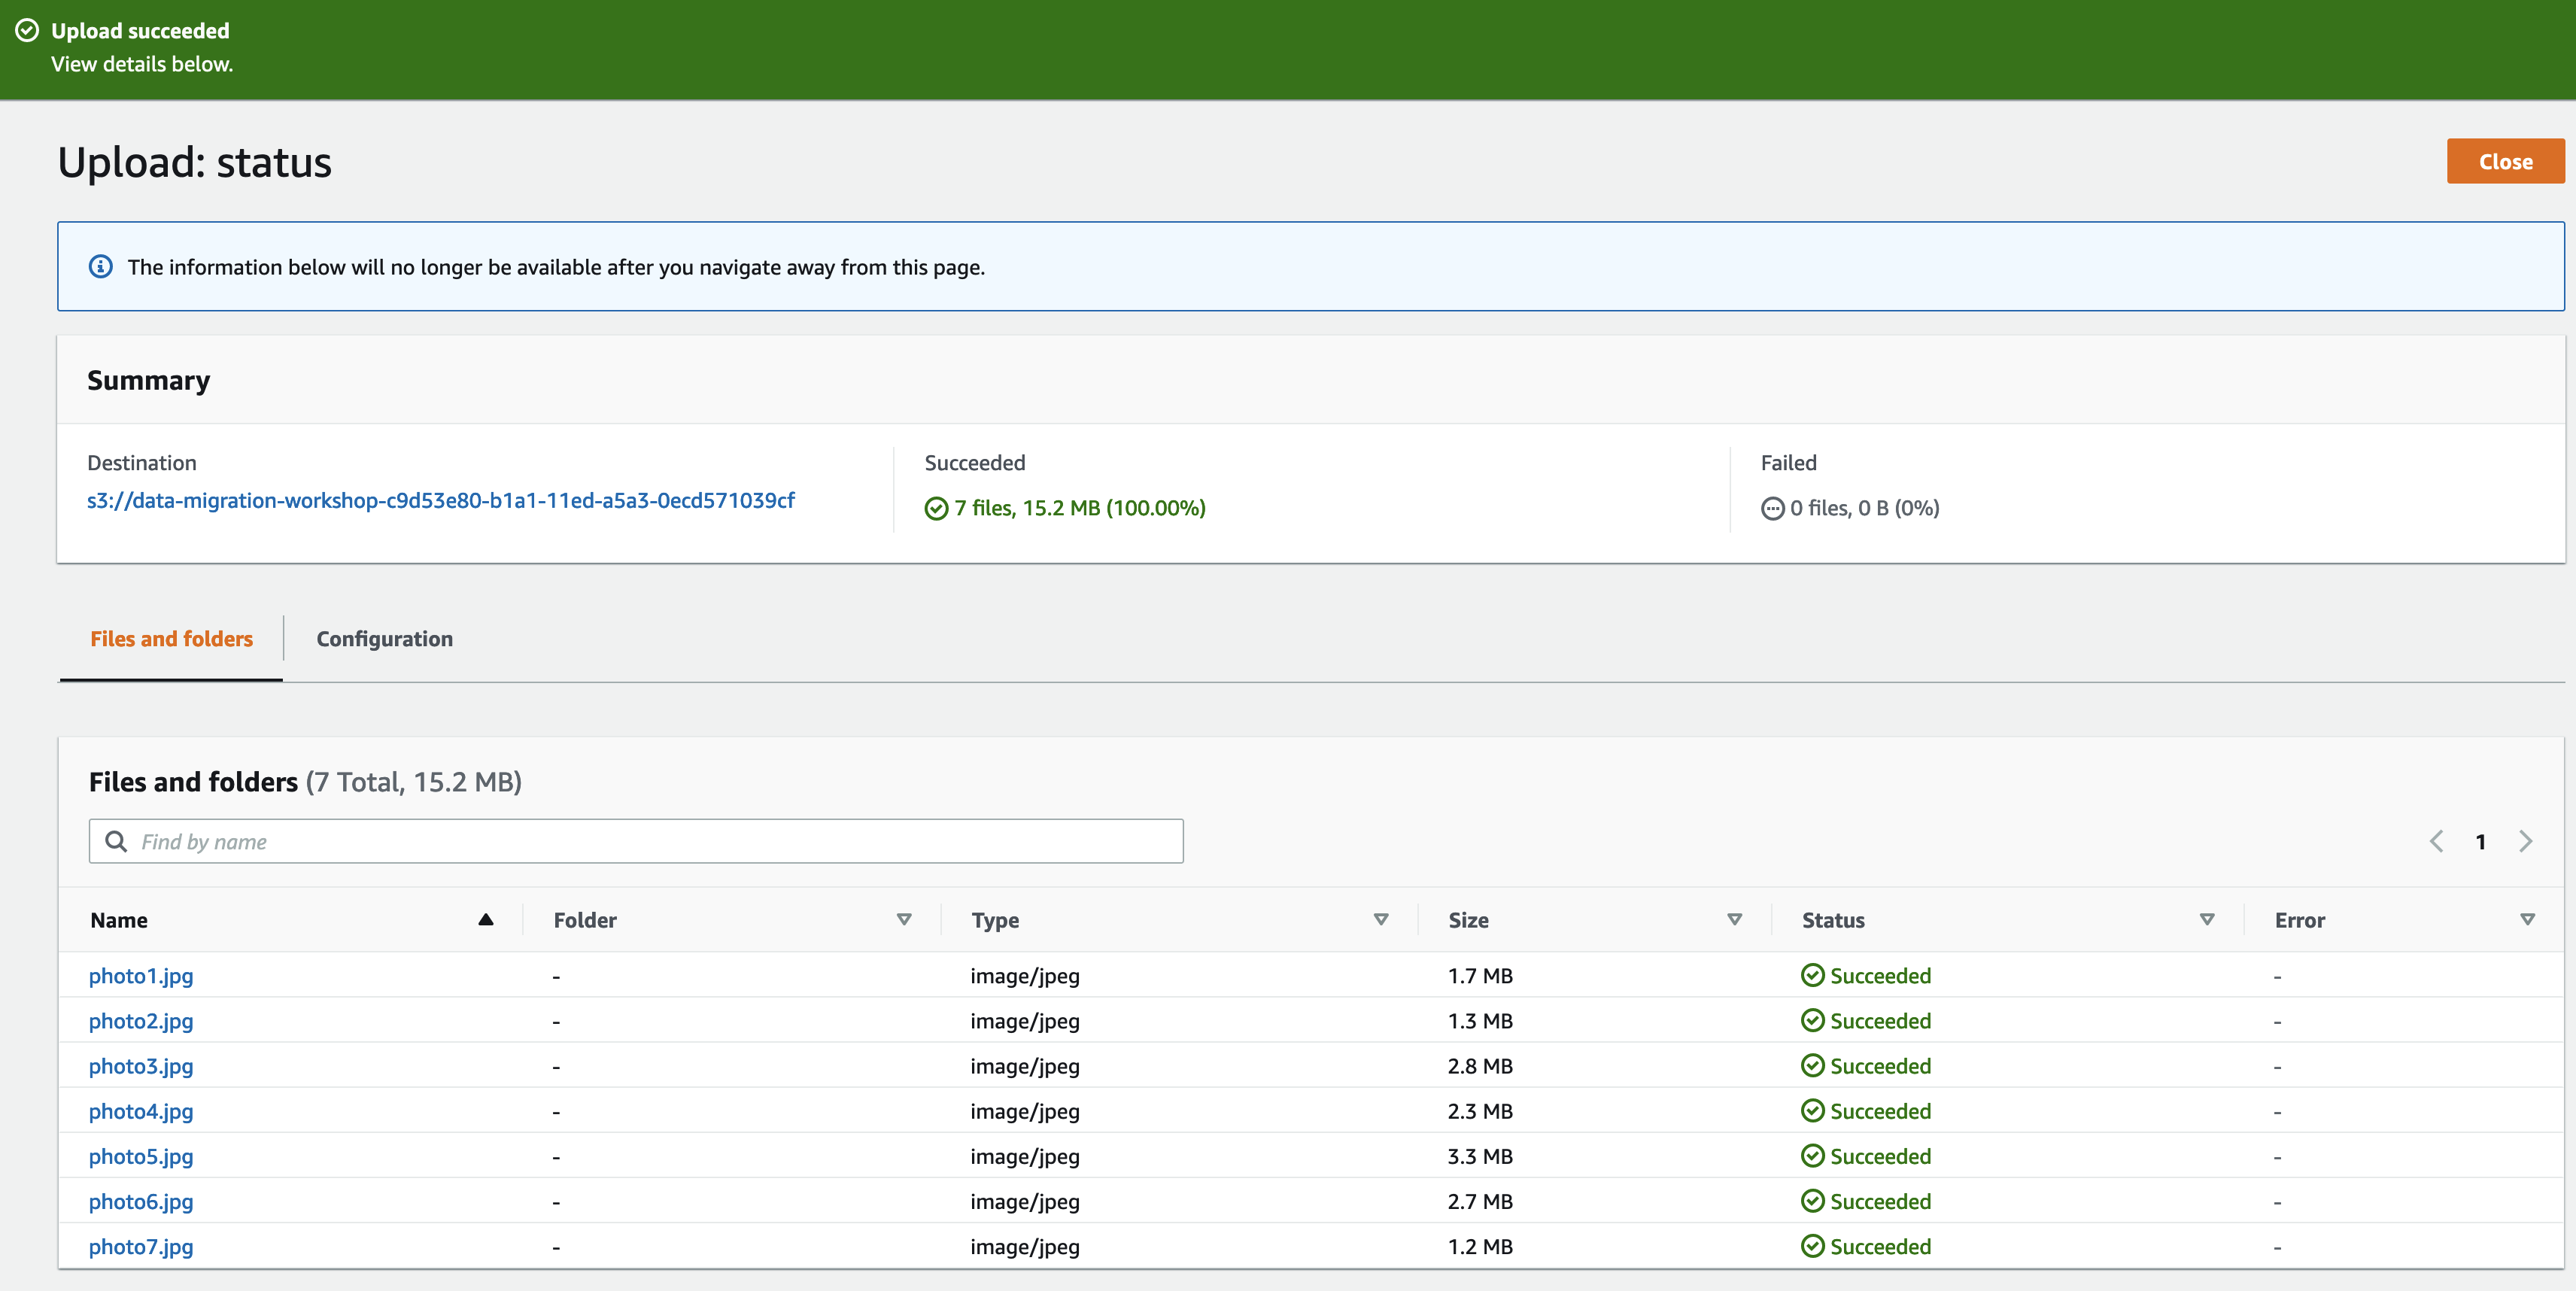 Upload succeeded
View details below.
Upload: status
Close
The information below will no longer be available after you navigate away from this page.
Summary
Destination
s3://data-migration-workshop-c9d53e80-b1a1-11ed-a5a3-0ecd571039cf
Succeeded
7 files, 15.2 MB (100.00%)
Failed
0 files, 0 B (0%)
Files and folders Configuration
Files and folders (7 Total, 15.2 MB)
Find by name
1
Name Folder Type Size Status Error
photo1.jpg - image/jpeg 1.7 MB Succeeded -
photo2.jpg - image/jpeg 1.3 MB Succeeded -
photo3.jpg - image/jpeg 2.8 MB Succeeded -
photo4.jpg - image/jpeg 2.3 MB Succeeded -
photo5.jpg - image/jpeg 3.3 MB Succeeded -
photo6.jpg - image/jpeg 2.7 MB Succeeded -
photo7.jpg - image/jpeg 1.2 MB Succeeded -